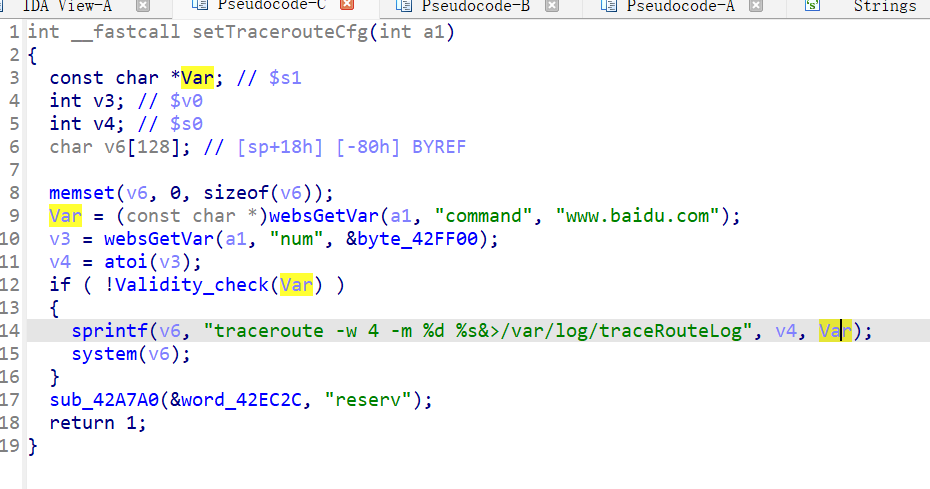 IDA View-A Pseudocode-C Pseudocode-B Pseudocode-A Strings
1 int __fastcall setTracerouteCfg(int a1)
2 {
3 const char *Var; // $s1
4 int v3; // $v0
5 int v4; // $s0
6 char v6[128]; // [sp+18h] [-80h] BYREF
7
8 memset(v6, 0, sizeof(v6));
9 Var = (const char *)websGetVar(a1, "command", "www.baidu.com");
10 v3 = websGetVar(a1, "num", &byte_42FF00);
11 v4 = atoi(v3);
12 if ( !Validity_check(Var) )
13 {
14 sprintf(v6, "traceroute -w 4 -m %d %s&>/var/log/traceRouteLog", v4, Var);
15 system(v6);
16 }
17 sub_42A7A0(&word_42EC2C, "reserv");
18 return 1;
19 }